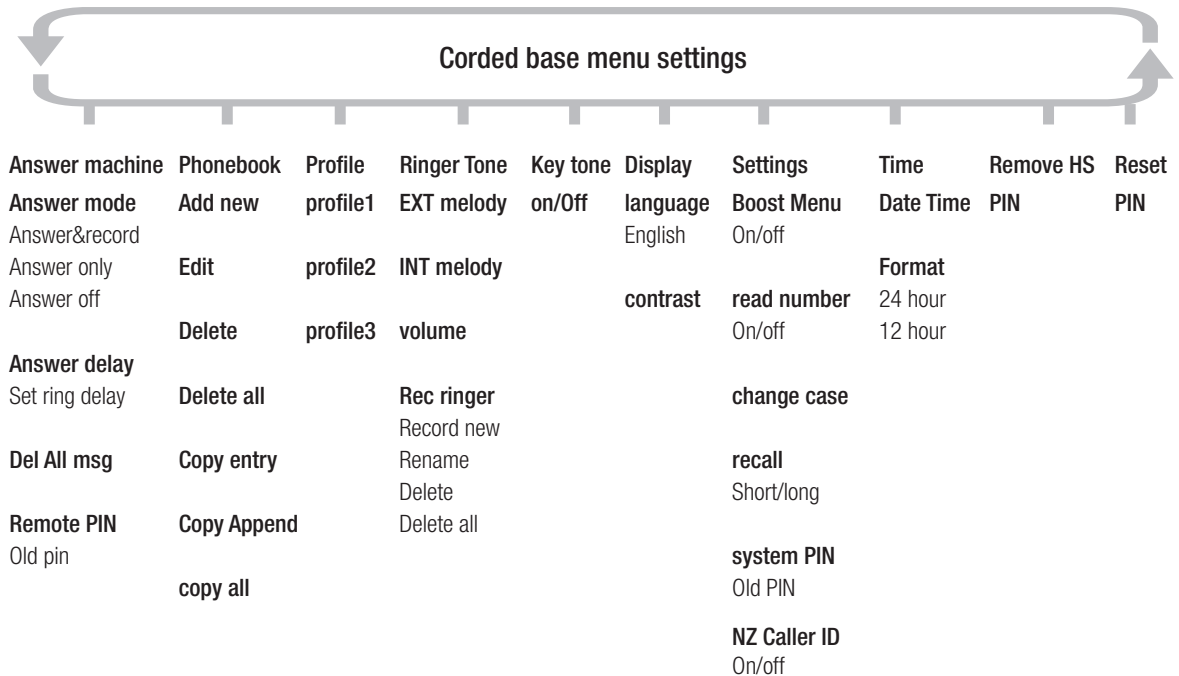 Corded base menu settings
Answer machine Phonebook Profile Ringer Tone Key tone Display Settings Time Remove HS Reset
Answer mode Add new profile1 EXT melody on/Off language Boost Menu Date Time PIN PIN
Answer&record English On/off
Answer only Edit profile2 INT melody Format
Answer off contrast read number 24 hour
Delete profile3 volume On/off 12 hour
Answer delay
Set ring delay Delete all Rec ringer change case
Record new
Del All msg Copy entry Rename recall
Delete Short/long
Remote PIN Copy Append Delete all
Old pin system PIN
copy all Old PIN
NZ Caller ID
On/off